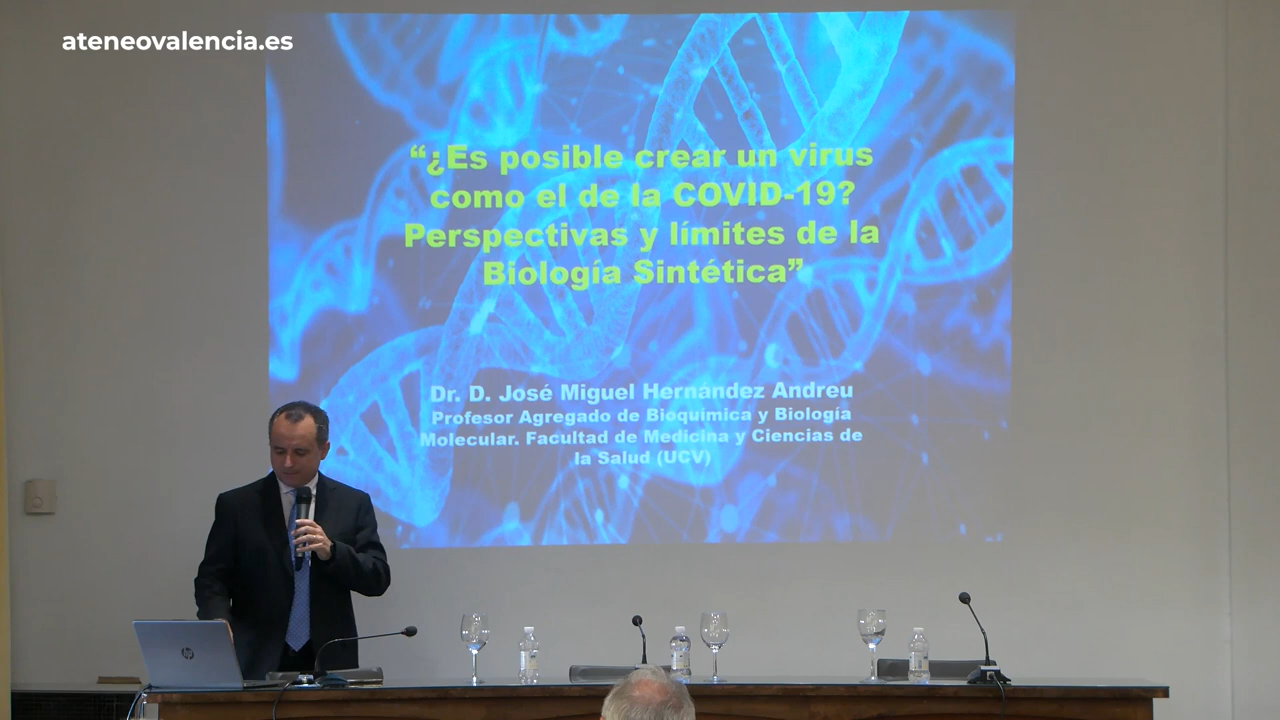 ateneovalencia.es
“¿Es posible crear un virus
como el de la COVID-19?
Perspectivas y límites de la
Biología Sintética”
Dr. D. José Miguel Hernández Andreu
Profesor Agregado de Bioquímica y Biología
Molecular. Facultad de Medicina y Ciencias de
la Salud (UCV)
hp